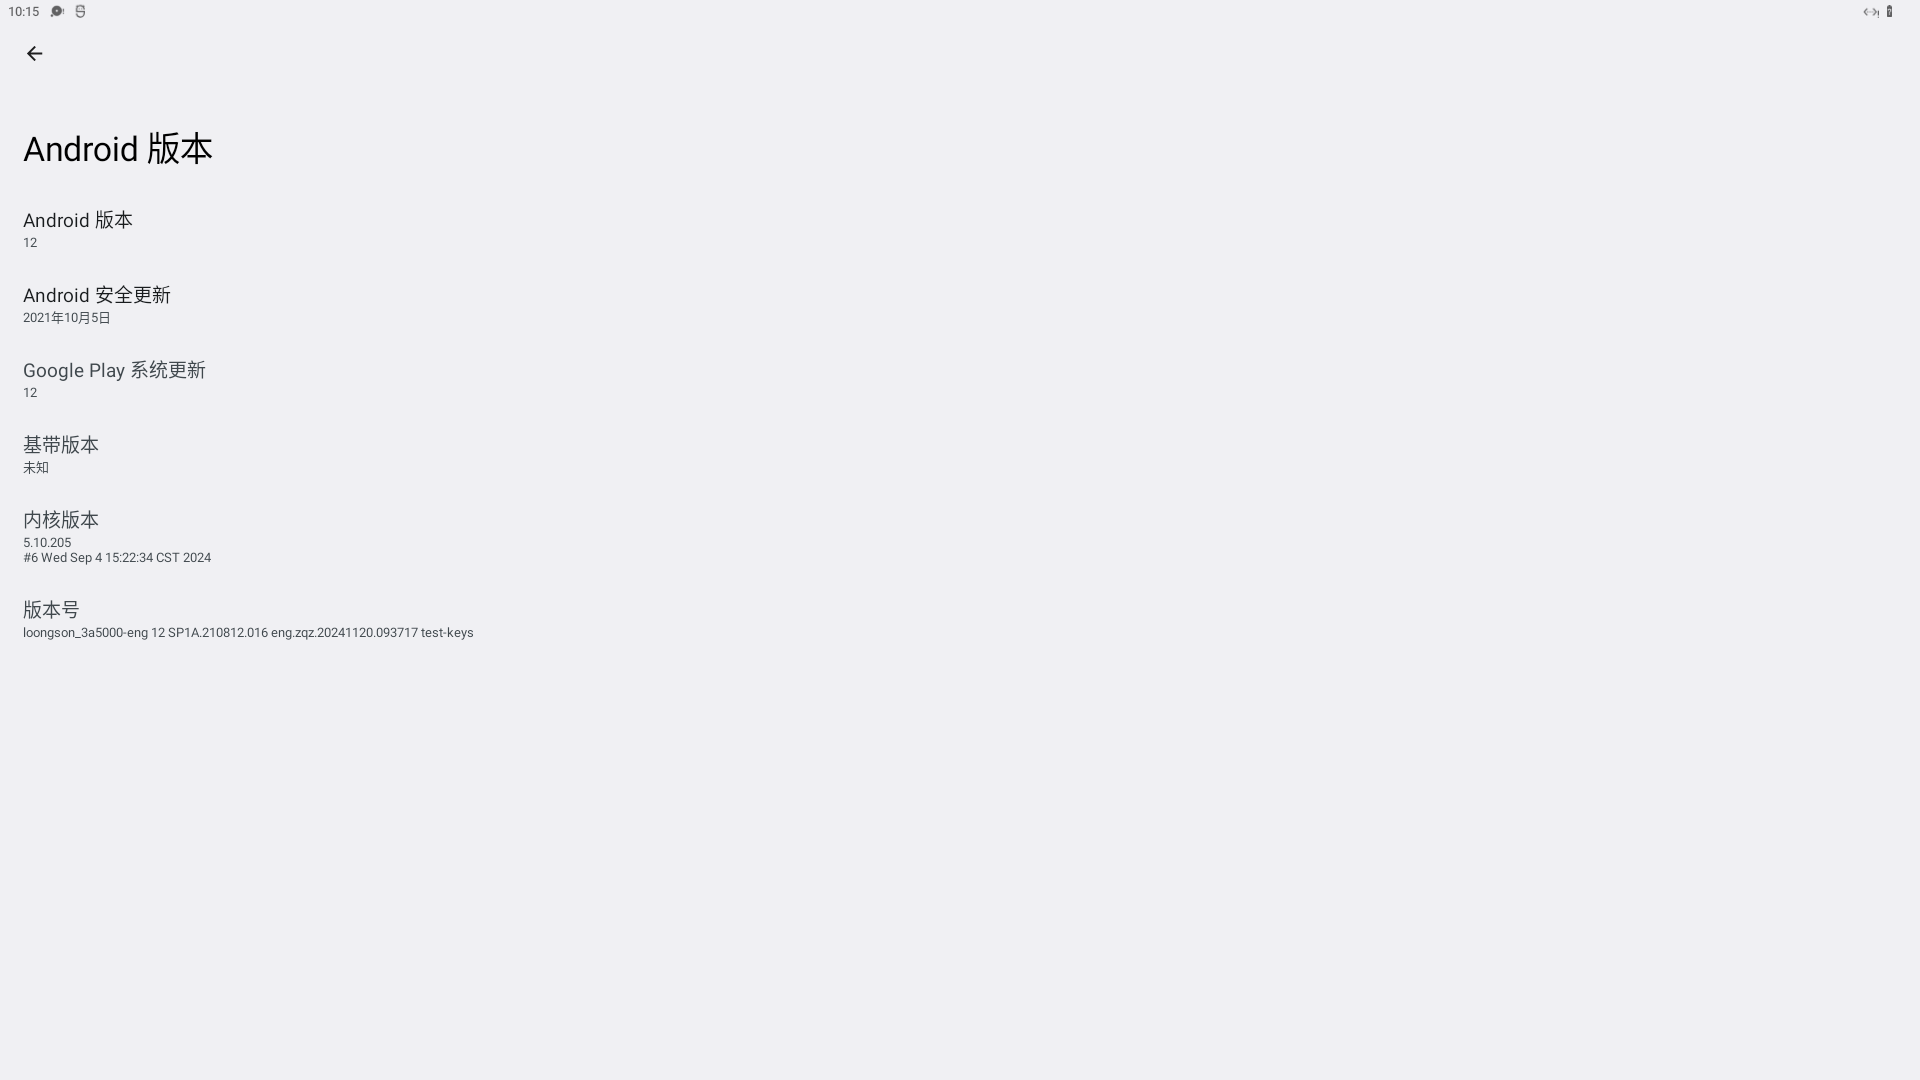 10:15
Android 版本
Android 版本
12
Android 安全更新
2021年10月5日
Google Play 系统更新
12
基带版本
未知
内核版本
5.10.205
#6 Wed Sep 4 15:22:34 CST 2024
版本号
loongson_3a5000-eng 12 SP1A.210812.016 eng.zqz.20241120.093717 test-keys